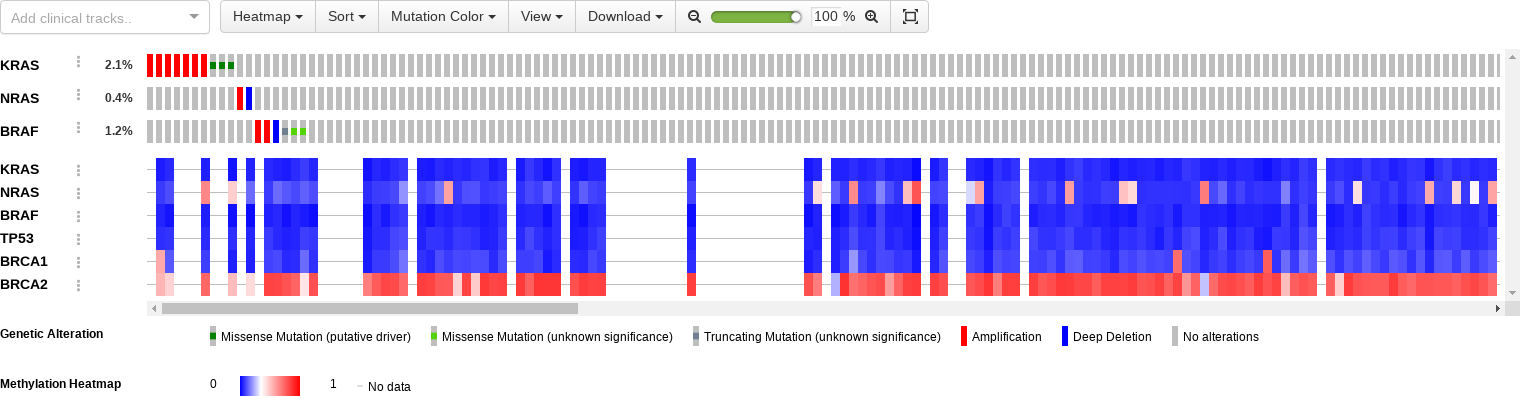 Add clinical tracks..
Heatmap Sort Mutation Color View Download 100 %
KRAS 2.1%
NRAS 0.4%
BRAF 1.2%
KRAS
NRAS
BRAF
TP53
BRCA1
BRCA2
Genetic Alteration Missense Mutation (putative driver) Missense Mutation (unknown significance) Truncating Mutation (unknown significance) Amplification Deep Deletion No alterations
Methylation Heatmap 0 1 No data